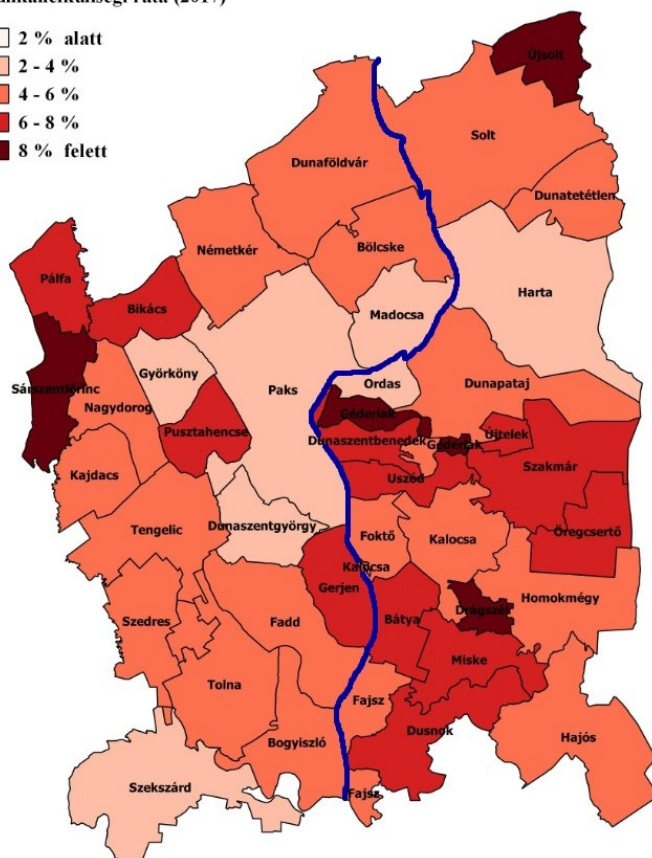 ráta (2017)
2 % alatt
2 - 4 %
4 - 6 %
6 - 8 %
8 % felett
Újsolt
Solt
Dunaföldvár
Dunatetétlen
Németkér
Bölcske
Pálfa
Bikács
Harta
Madocsa
Györköny
Paks
Ordas
Sárszentlőrinc
Nagydorog
Dunapataj
Géderlak
Pusztahencse
Dunaszentbenedek
Géderlak
Újtelek
Kajdacs
Uszód
Szakmár
Dunaszentgyörgy
Tengelic
Foktő
Kalocsa
Öregcsertő
Kalocsa
Gerjen
Drágszél
Homokmégy
Szedres
Fadd
Bátya
Miske
Tolna
Fajsz
Dusnok
Hajós
Bogyiszló
Szekszárd
Fajsz